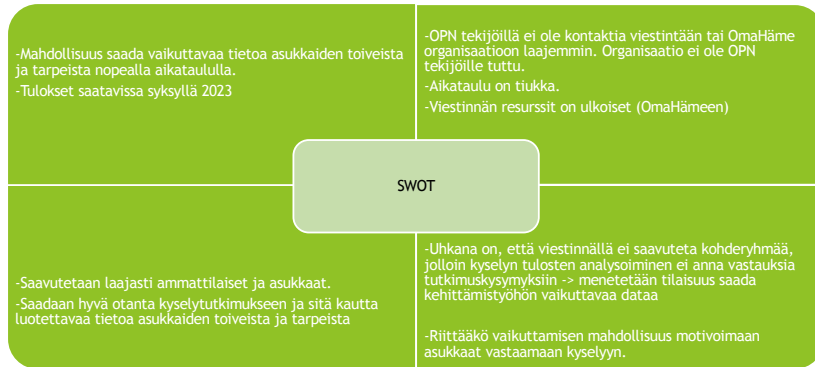 -Mahdollisuus saada vaikuttavaa tietoa asukkaiden toiveista
ja tarpeista nopealla aikataululla.
-Tulokset saatavissa syksyllä 2023
-OPN tekijöillä ei ole kontaktia viestintään tai OmaHäme
organisaatioon laajemmin. Organisaatio ei ole OPN
tekijöille tuttu.
-Aikataulu on tiukka.
-Viestinnän resurssit on ulkoiset (OmaHämeen)
SWOT
-Saavutetaan laajasti ammattilaiset ja asukkaat.
-Saadaan hyvä otanta kyselytutkimukseen ja sitä kautta
luotettavaa tietoa asukkaiden toiveista ja tarpeista
-Uhkana on, että viestinnällä ei saavuteta kohderyhmää,
jolloin kyselyn tulosten analysoiminen ei anna vastauksia
tutkimuskysymyksiin -> menetetään tilaisuus saada
kehittämistyöhön vaikuttavaa dataa
-Riittääkö vaikuttamisen mahdollisuus motivoimaan
asukkaat vastaamaan kyselyyn.